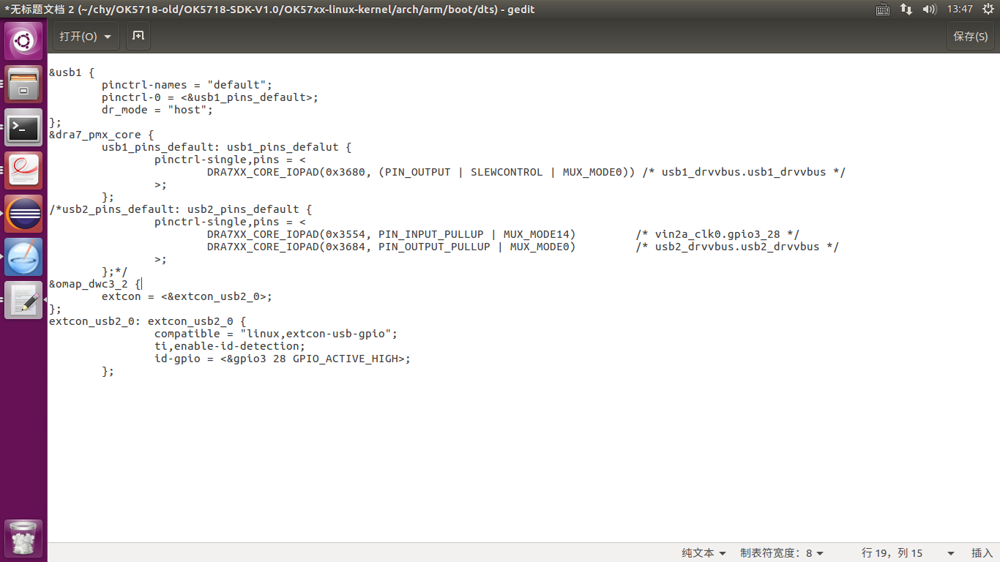 *无标题文档 2 (~/chy/OK5718-old/OK5718-SDK-V1.0/OK57xx-linux-kernel/arch/arm/boot/dts) - gedit
13:47
打开(O)
保存(S)
&usb1 {
pinctrl-names = "default";
pinctrl-0 = <&usb1_pins_default>;
dr_mode = "host";
};
&dra7_pmx_core {
usb1_pins_default: usb1_pins_defalut {
pinctrl-single,pins = <
DRA7XX_CORE_IOPAD(0x3680, (PIN_OUTPUT | SLEWCONTROL | MUX_MODE0)) /* usb1_drvvbus.usb1_drvvbus */
>;
};
/*usb2_pins_default: usb2_pins_default {
pinctrl-single,pins = <
DRA7XX_CORE_IOPAD(0x3554, PIN_INPUT_PULLUP | MUX_MODE14) /* vin2a_clk0.gpio3_28 */
DRA7XX_CORE_IOPAD(0x3684, PIN_OUTPUT_PULLUP | MUX_MODE0) /* usb2_drvvbus.usb2_drvvbus */
>;
};*/
&omap_dwc3_2 {
extcon = <&extcon_usb2_0>;
};
extcon_usb2_0: extcon_usb2_0 {
compatible = "linux,extcon-usb-gpio";
ti,enable-id-detection;
id-gpio = <&gpio3 28 GPIO_ACTIVE_HIGH>;
};
纯文本 制表符宽度: 8 行 19, 列 15 插入